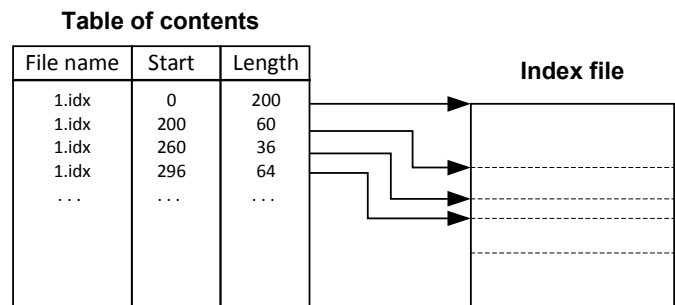 Table of contents
File name Start Length
1.idx 0 200
1.idx 200 60
1.idx 260 36
1.idx 296 64
. . . . . . . . .
Index file